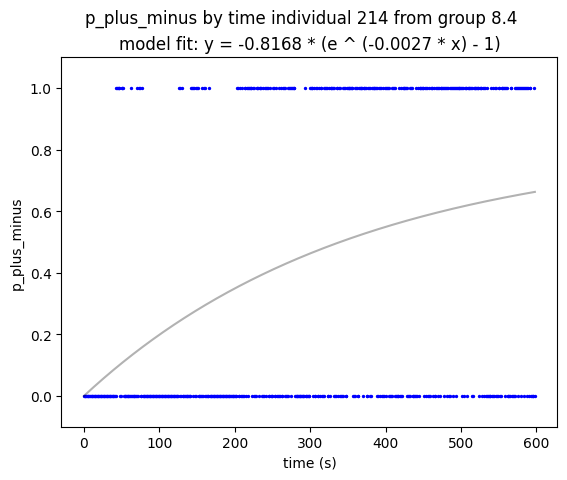 p_plus_minus by time individual 214 from group 8.4
model fit: y = -0.8168 * (e ^ (-0.0027 * x) - 1)
1.0
0.8
0.6
0.4
0.2
0.0
p_plus_minus
0 100 200 300 400 500 600
time (s)